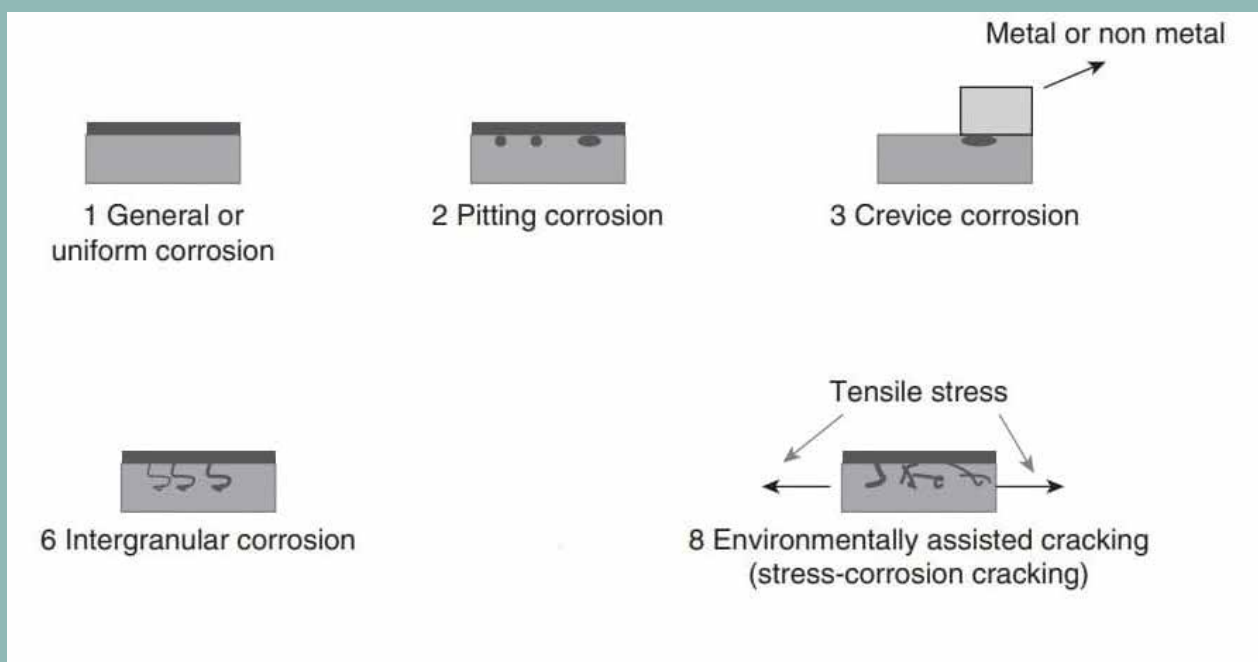 Metal or non metal
1 General or
uniform corrosion
2 Pitting corrosion
3 Crevice corrosion
Tensile stress
6 Intergranular corrosion
8 Environmentally assisted cracking
(stress-corrosion cracking)